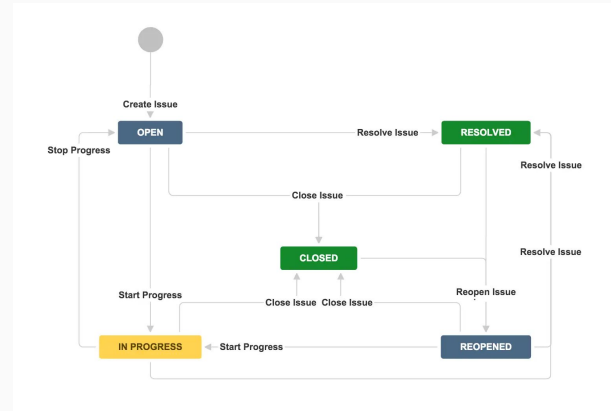 Create Issue
OPEN
Resolve Issue
RESOLVED
Stop Progress
Resolve Issue
Close Issue
Resolve Issue
CLOSED
Start Progress
Reopen Issue
Close Issue
Close Issue
IN PROGRESS
Start Progress
REOPENED